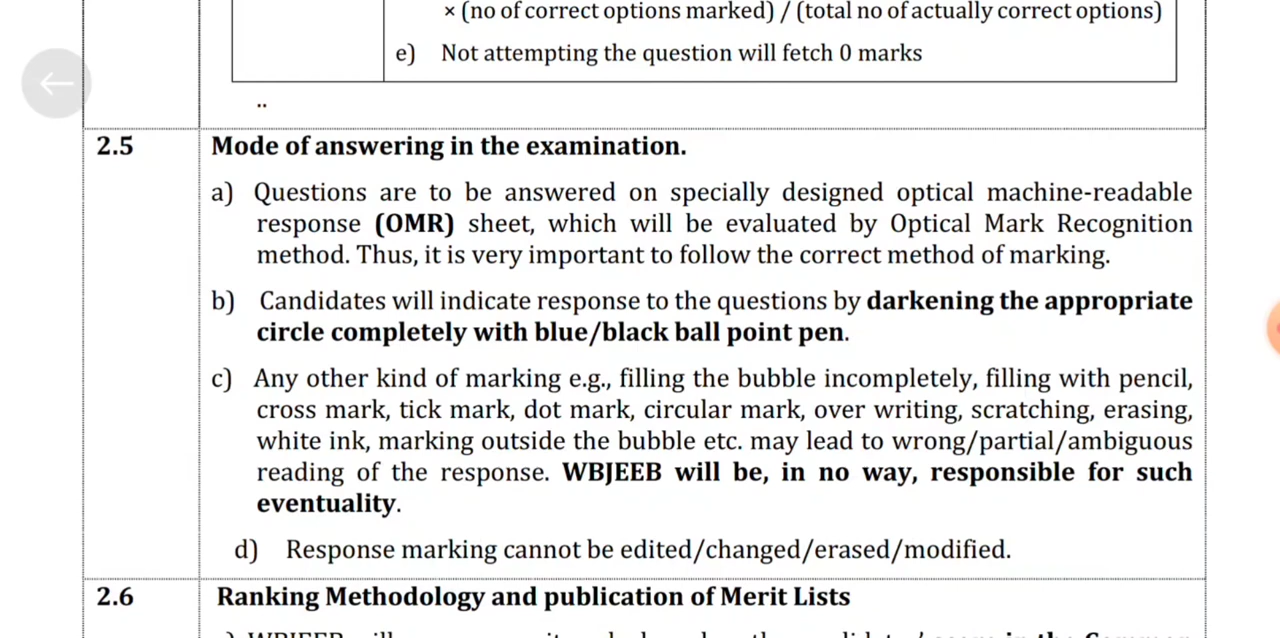 × (no of correct options marked) / (total no of actually correct options)
e) Not attempting the question will fetch 0 marks
..
2.5 Mode of answering in the examination.
a) Questions are to be answered on specially designed optical machine-readable
response (OMR) sheet, which will be evaluated by Optical Mark Recognition
method. Thus, it is very important to follow the correct method of marking.
b) Candidates will indicate response to the questions by darkening the appropriate
circle completely with blue/black ball point pen.
c) Any other kind of marking e.g., filling the bubble incompletely, filling with pencil,
cross mark, tick mark, dot mark, circular mark, over writing, scratching, erasing,
white ink, marking outside the bubble etc. may lead to wrong/partial/ambiguous
reading of the response. WBJEEB will be, in no way, responsible for such
eventuality.
d) Response marking cannot be edited/changed/erased/modified.
2.6 Ranking Methodology and publication of Merit Lists